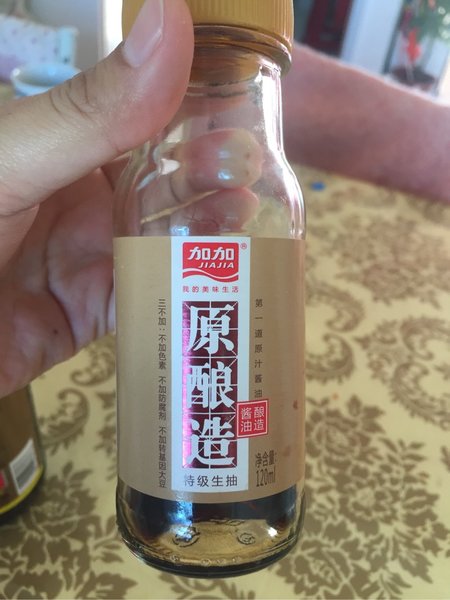 加加®
JIAJIA
我的美味生活
原酿造
特级生抽
第一道原汁酱油
酿造
酱油
净含量:
120ml
三不加:不加色素 不加防腐剂 不加转基因大豆